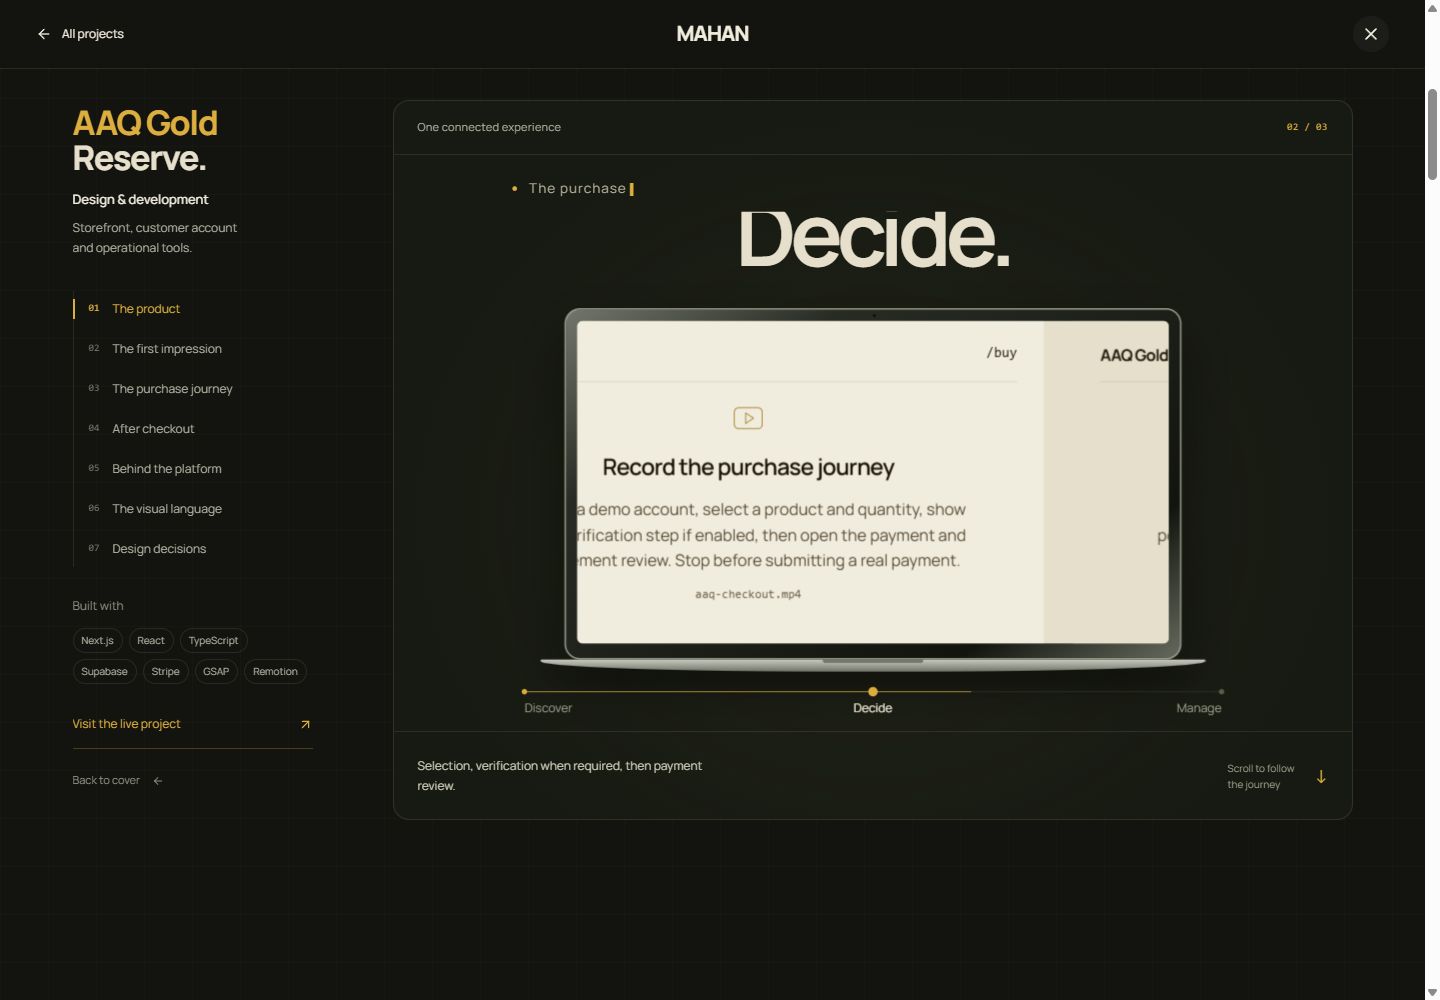 All projects
MAHAN
AAQ Gold
Reserve.
Design & development
Storefront, customer account
and operational tools.
01 The product
02 The first impression
03 The purchase journey
04 After checkout
05 Behind the platform
06 The visual language
07 Design decisions
Built with
Next.js React TypeScript
Supabase Stripe GSAP Remotion
Visit the live project
Back to cover
One connected experience
02 / 03
The purchase
Decide.
/buy
AAQ Gold
Record the purchase journey
a demo account, select a product and quantity, show
step if enabled, then open the payment and
review. Stop before submitting a real payment.
aaq-checkout.mp4
Discover
Decide
Manage
Selection, verification when required, then payment
review.
Scroll to follow
the journey